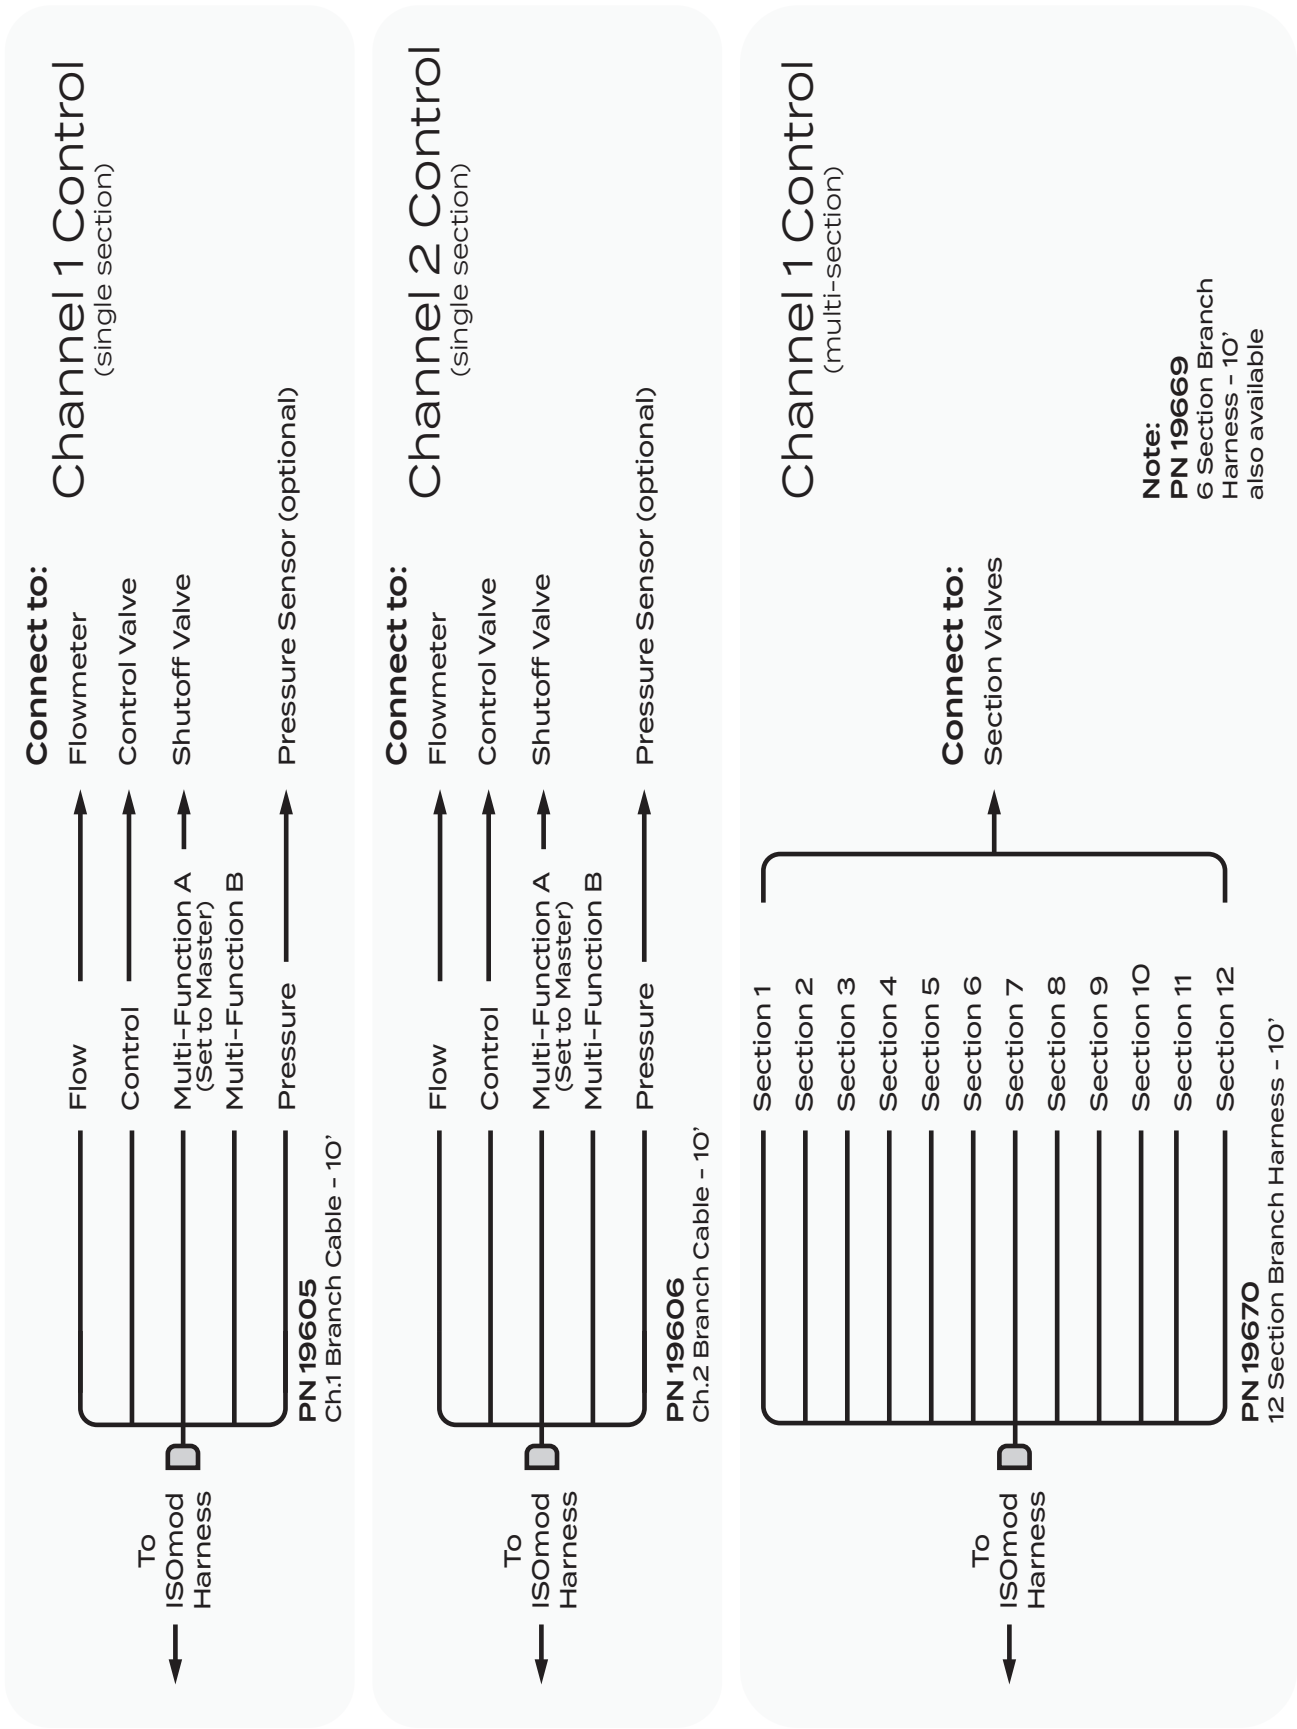 Channel 1 Control
(single section)
Connect to:
Flow
Flowmeter
Control
Control Valve
Multi-Function A
(Set to Master)
Shutoff Valve
Multi-Function B
Pressure
Pressure Sensor (optional)
To
ISOmod
Harness
PN 19605
Ch.1 Branch Cable - 10’
Channel 2 Control
(single section)
Connect to:
Flow
Flowmeter
Control
Control Valve
Multi-Function A
(Set to Master)
Shutoff Valve
Multi-Function B
Pressure
Pressure Sensor (optional)
To
ISOmod
Harness
PN 19606
Ch.2 Branch Cable - 10’
Channel 1 Control
(multi-section)
Section 1
Section 2
Section 3
Section 4
Section 5
Section 6
Section 7
Section 8
Section 9
Section 10
Section 11
Section 12
Connect to:
Section Valves
To
ISOmod
Harness
PN 19670
12 Section Branch Harness - 10’
Note:
PN 19669
6 Section Branch
Harness - 10’
also available